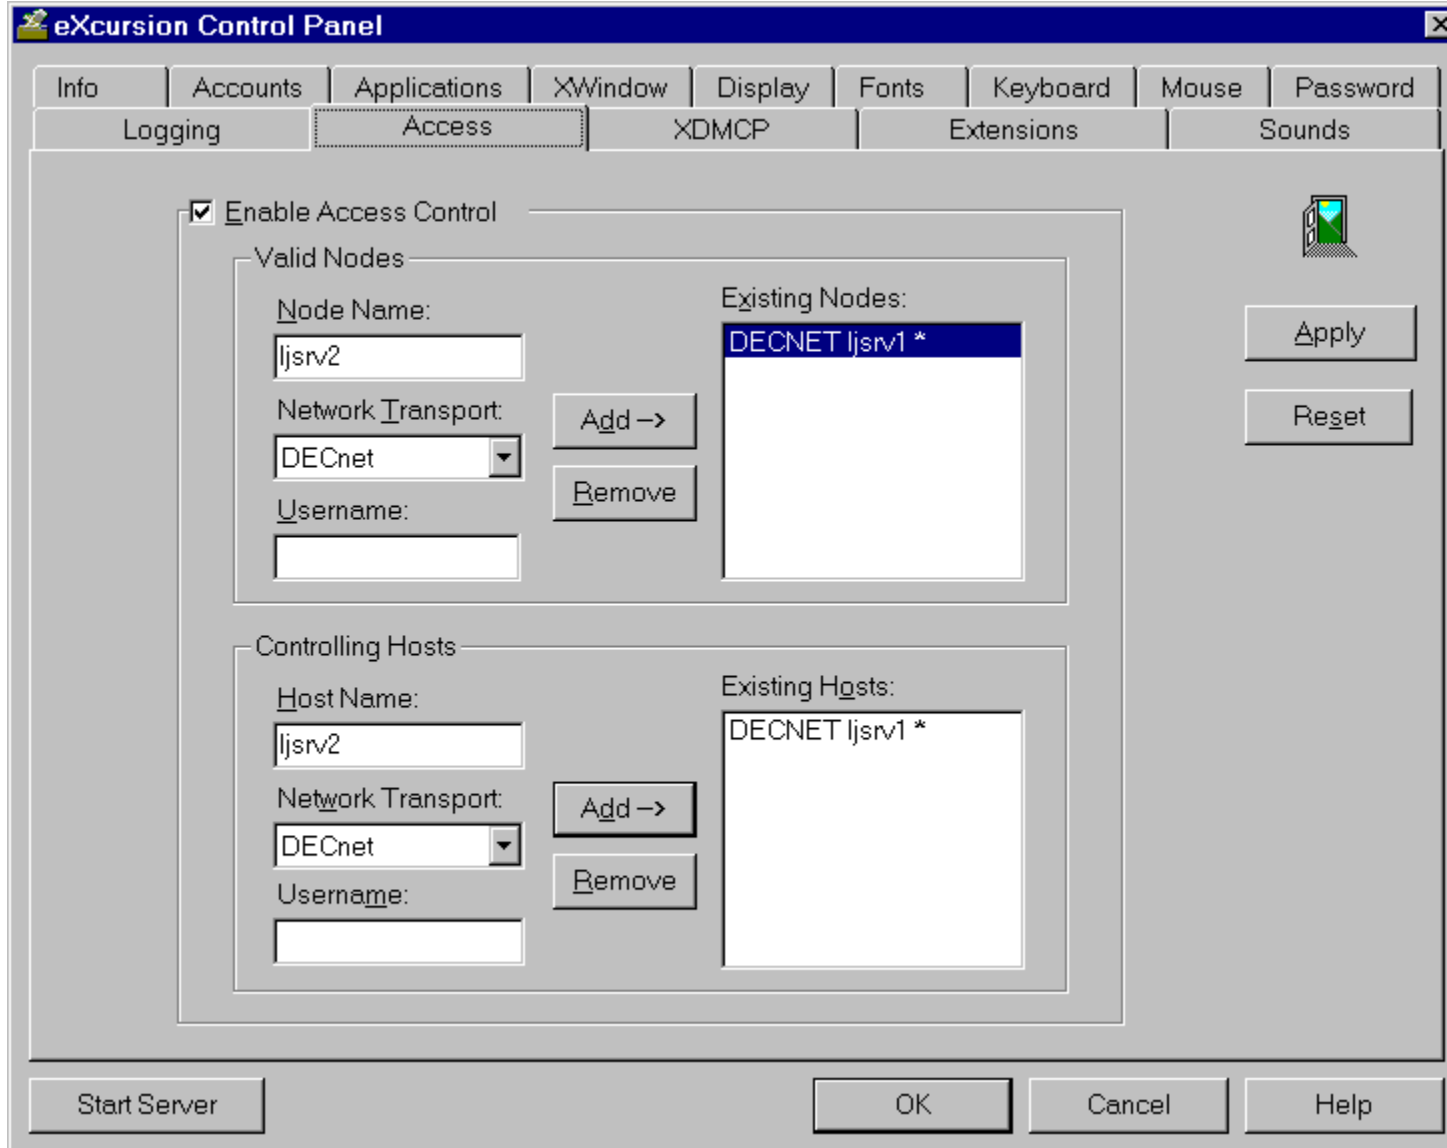 eXcursion Control Panel
Info Accounts Applications XWindow Display Fonts Keyboard Mouse Password
Logging Access XDMCP Extensions Sounds
Enable Access Control
Valid Nodes
Node Name:
ljsrv2
Network Transport:
DECnet
Username:
Add -->
Remove
Existing Nodes:
DECNET ljsrv1 *
Apply
Reset
Controlling Hosts
Host Name:
ljsrv2
Network Transport:
DECnet
Username:
Add -->
Remove
Existing Hosts:
DECNET ljsrv1 *
Start Server OK Cancel Help